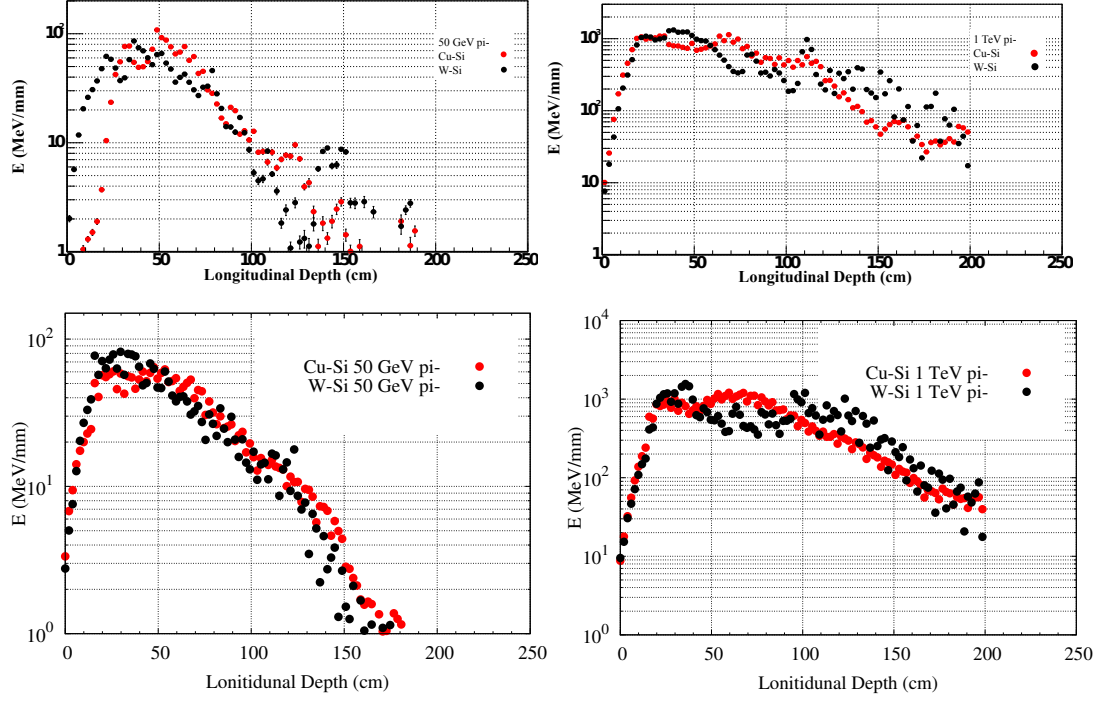 50 GeV pi-
Cu-Si
W-Si
10²
10
1
E (MeV/mm)
0 50 100 150 200 250
Longitudinal Depth (cm)
1 TeV pi-
Cu-Si
W-Si
10³
10²
10
1
E (MeV/mm)
0 50 100 150 200 250
Longitudinal Depth (cm)
Cu-Si 50 GeV pi-
W-Si 50 GeV pi-
10²
10¹
10⁰
E (MeV/mm)
0 50 100 150 200 250
Lonitidunal Depth (cm)
Cu-Si 1 TeV pi-
W-Si 1 TeV pi-
10⁴
10³
10²
10¹
10⁰
E (MeV/mm)
0 50 100 150 200 250
Lonitidunal Depth (cm)